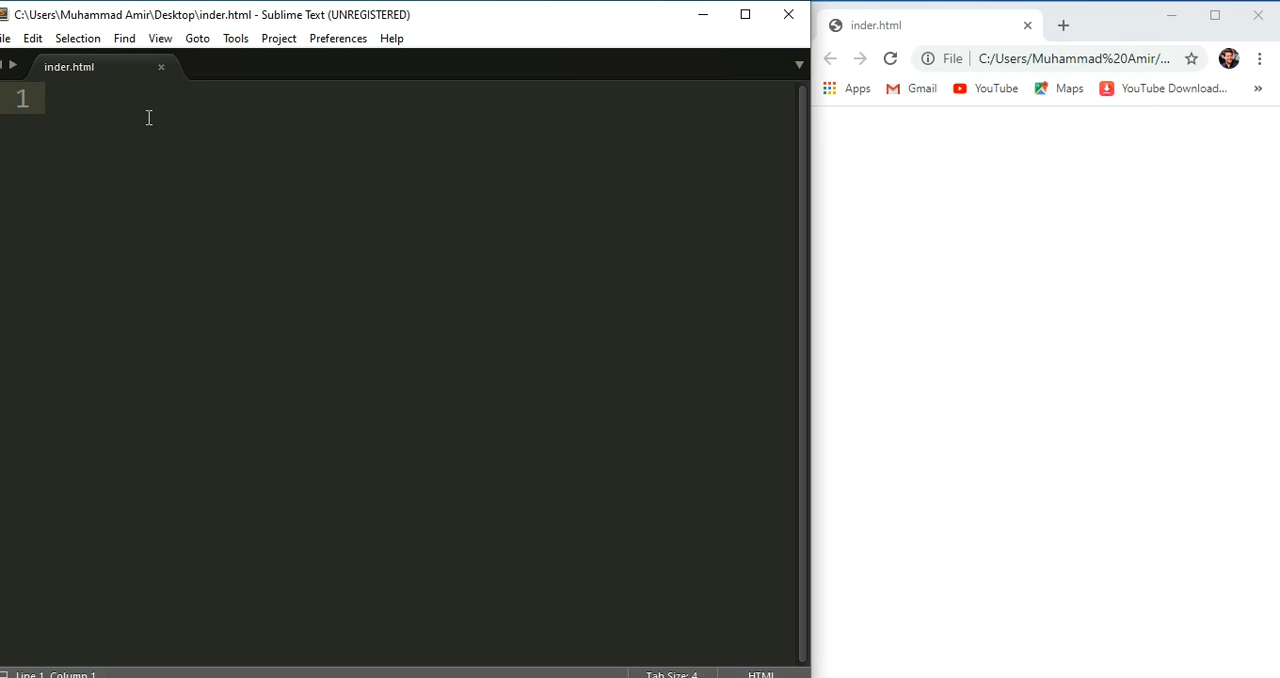 C:\Users\Muhammad Amir\Desktop\inder.html - Sublime Text (UNREGISTERED)
ile Edit Selection Find View Goto Tools Project Preferences Help
inder.html
1
Line 1, Column 1
Tab Size: 4
HTML
inder.html
File C:/Users/Muhammad%20Amir/...
Apps Gmail YouTube Maps YouTube Download... »